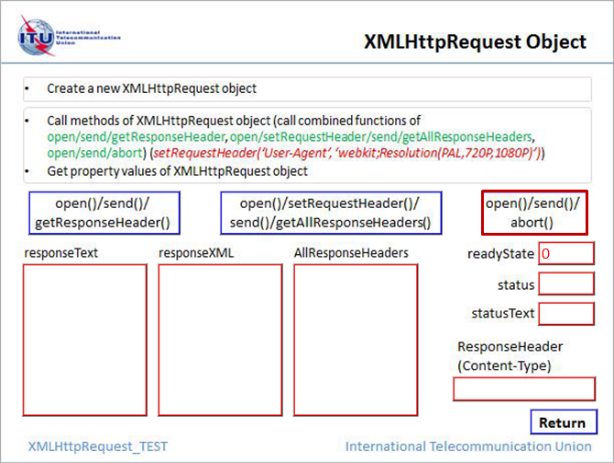 ITU
International
Telecommunication
Union
XMLHttpRequest Object
• Create a new XMLHttpRequest object
• Call methods of XMLHttpRequest object (call combined functions of
open/send/getResponseHeader, open/setRequestHeader/send/getAllResponseHeaders,
open/send/abort) (setRequestHeader(‘User-Agent’, ‘webkit;Resolution(PAL,720P,1080P)’))
• Get property values of XMLHttpRequest object
open()/send()/
getResponseHeader()
open()/setRequestHeader()/
send()/getAllResponseHeaders()
open()/send()/
abort()
responseText
responseXML
AllResponseHeaders
readyState 0
status
statusText
ResponseHeader
(Content-Type)
Return
XMLHttpRequest_TEST
International Telecommunication Union